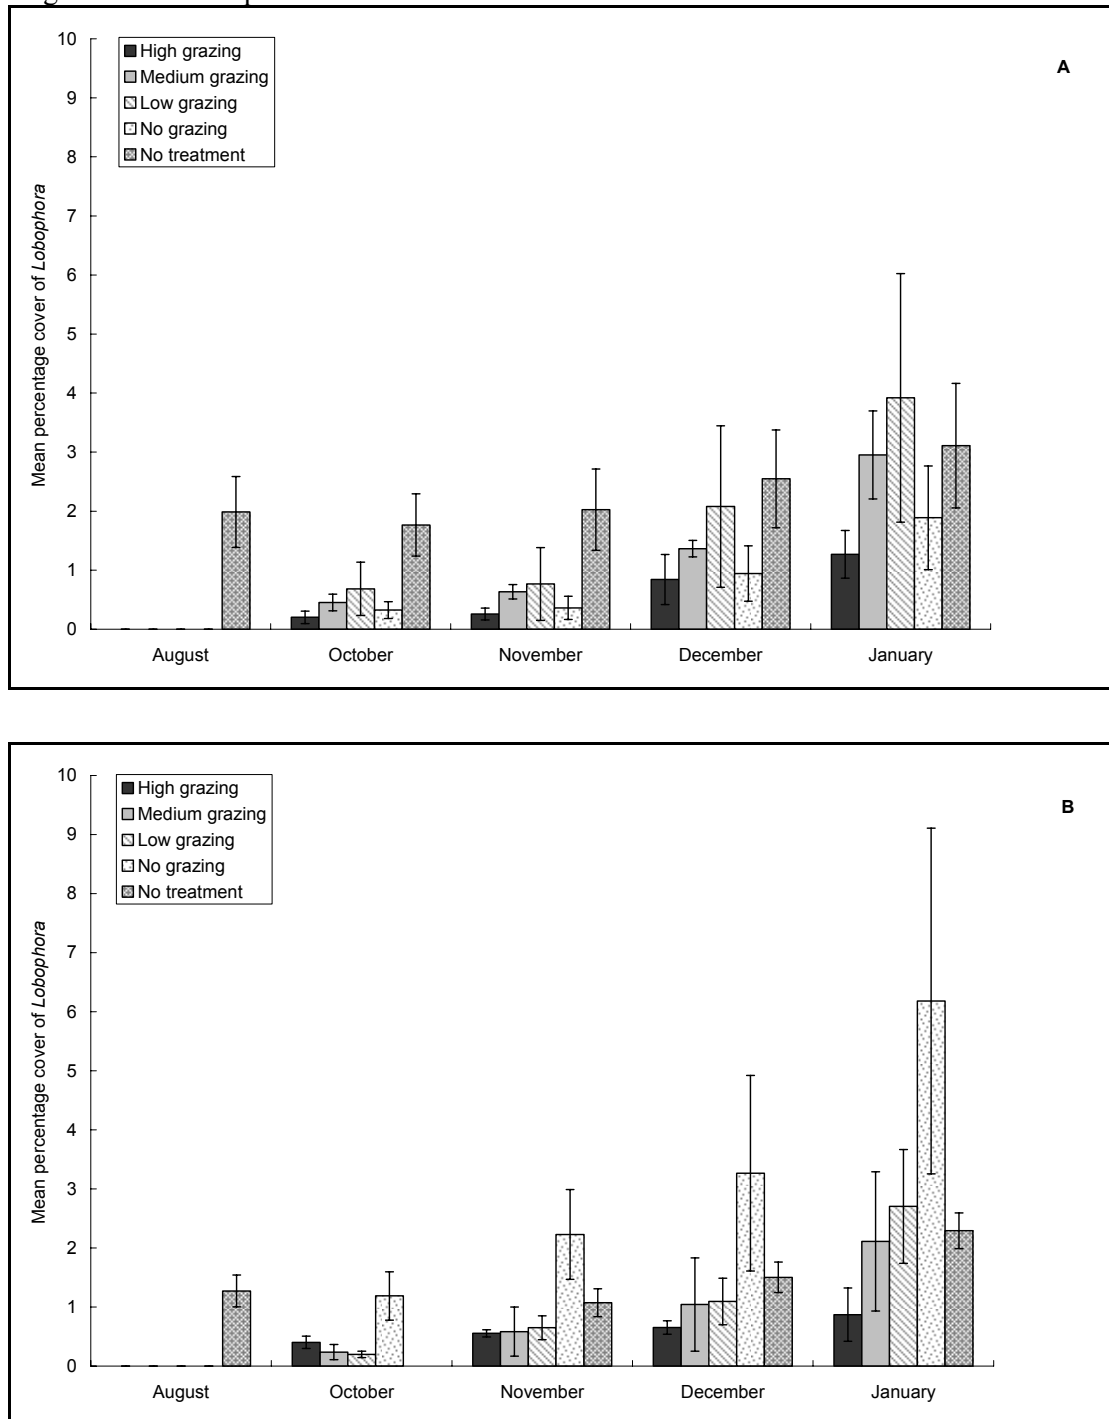 10
9
8
7
6
5
4
3
2
1
0
Mean percentage cover of Lobophora
High grazing
Medium grazing
Low grazing
No grazing
No treatment
A
August October November December January
10
9
8
7
6
5
4
3
2
1
0
Mean percentage cover of Lobophora
High grazing
Medium grazing
Low grazing
No grazing
No treatment
B
August October November December January